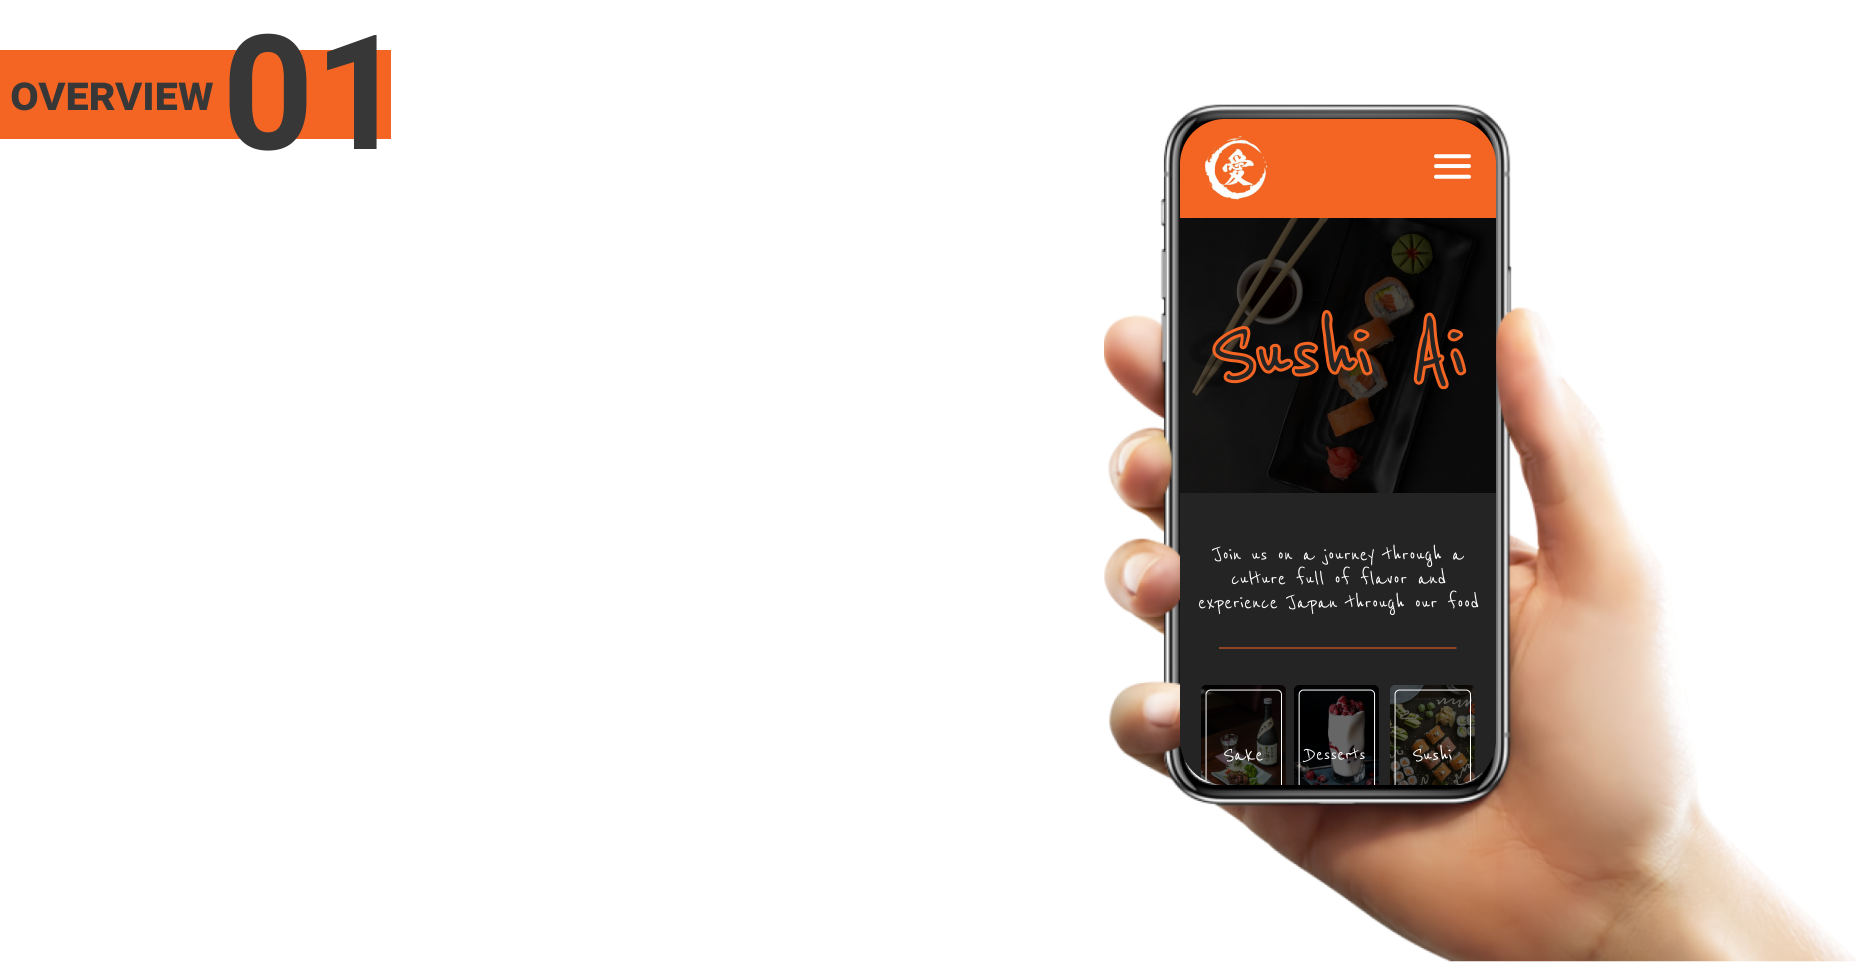 OVERVIEW 01
愛
Sushi Ai
Join us on a journey through a
culture full of flavor and
experience Japan through our food
Sake
Desserts
Sushi